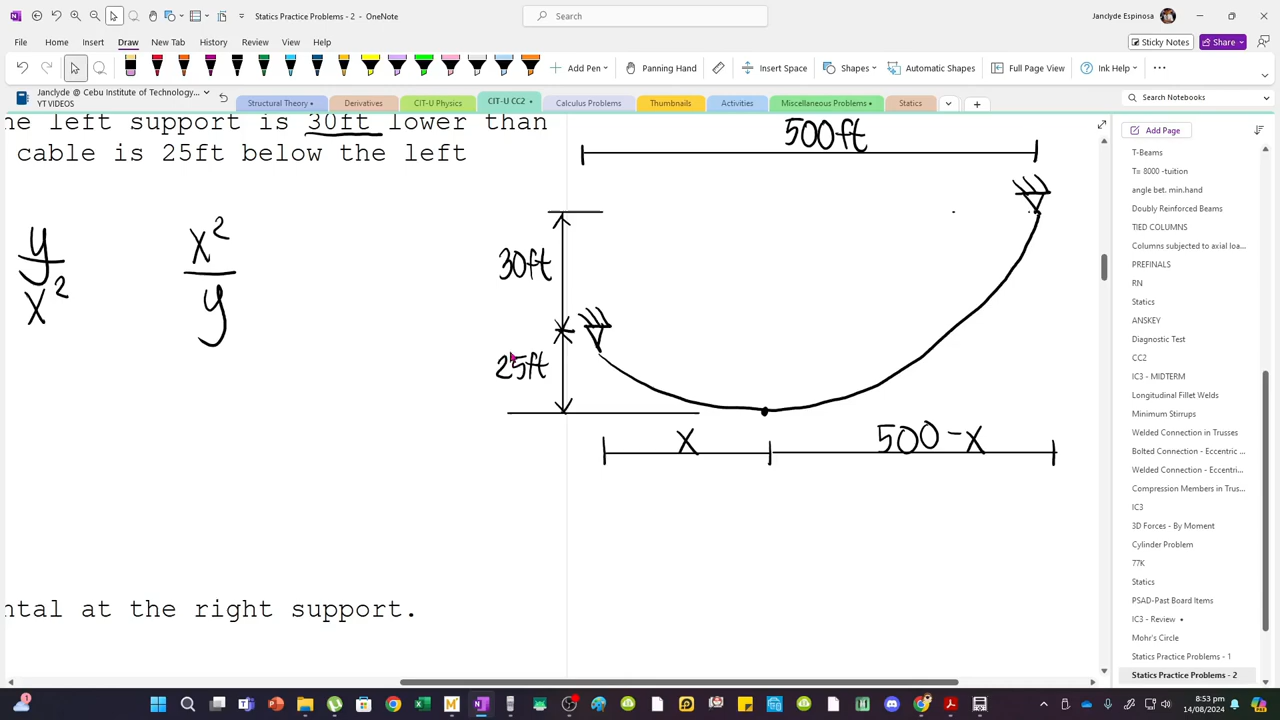 Statics Practice Problems - 2 - OneNote
Search
Janclyde Espinosa
File Home Insert Draw New Tab History Review View Help
Sticky Notes
Share
Add Pen
Panning Hand
Insert Space
Shapes
Automatic Shapes
Full Page View
Ink Help
Janclyde @ Cebu Institute of Technology...
YT VIDEOS
Structural Theory •
Derivatives
CIT-U Physics
CIT-U CC2 •
Calculus Problems
Thumbnails
Activities
Miscellaneous Problems •
Statics
Search Notebooks
Add Page
ne left support is 30ft lower than
cable is 25ft below the left
y
x²
x²
y
ntal at the right support.
500ft
30ft
25ft
x
500-x
T-Beams
T= 8000 -tuition
angle bet. min.hand
Doubly Reinforced Beams
TIED COLUMNS
Columns subjected to axial loa...
PREFINALS
RN
Statics
ANSKEY
Diagnostic Test
CC2
IC3 - MIDTERM
Longitudinal Fillet Welds
Minimum Stirrups
Welded Connection in Trusses
Bolted Connection - Eccentric ...
Welded Connection - Eccentri...
Compression Members in Trus...
IC3
3D Forces - By Moment
Cylinder Problem
77K
Statics
PSAD-Past Board Items
IC3 - Review •
Mohr's Circle
Statics Practice Problems - 1
Statics Practice Problems - 2
8:53 pm
14/08/2024